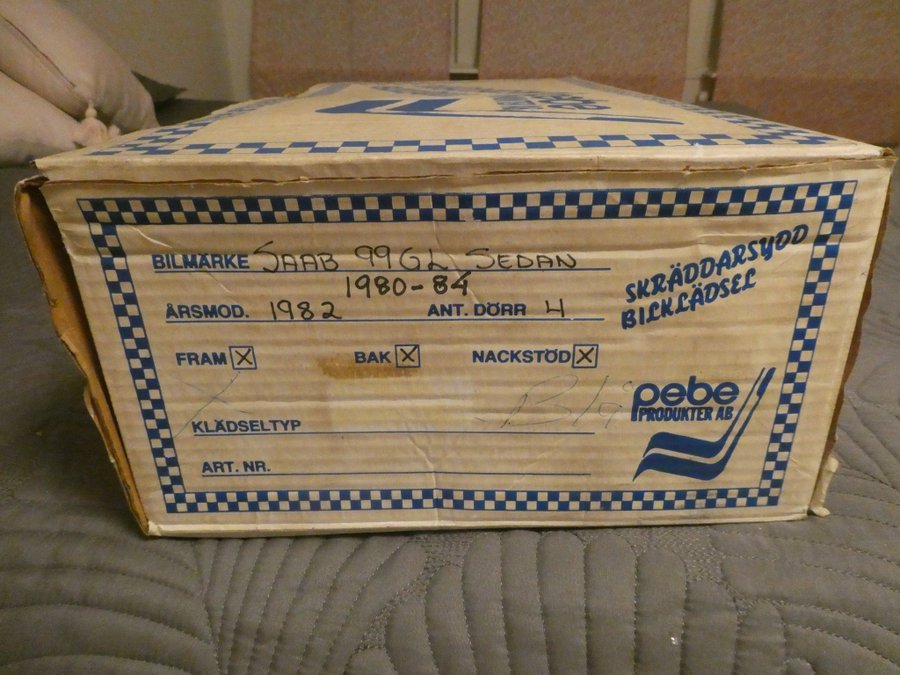 BILMÄRKE SAAB 99GL SEDAN
1980-84
ÅRSMOD. 1982 ANT. DÖRR 4
FRAM X BAK X NACKSTÖD X
KLÄDSELTYP
ART. NR.
SKRÄDDARSYDD
BILKLÄDSEL
pebe
PRODUKTER AB